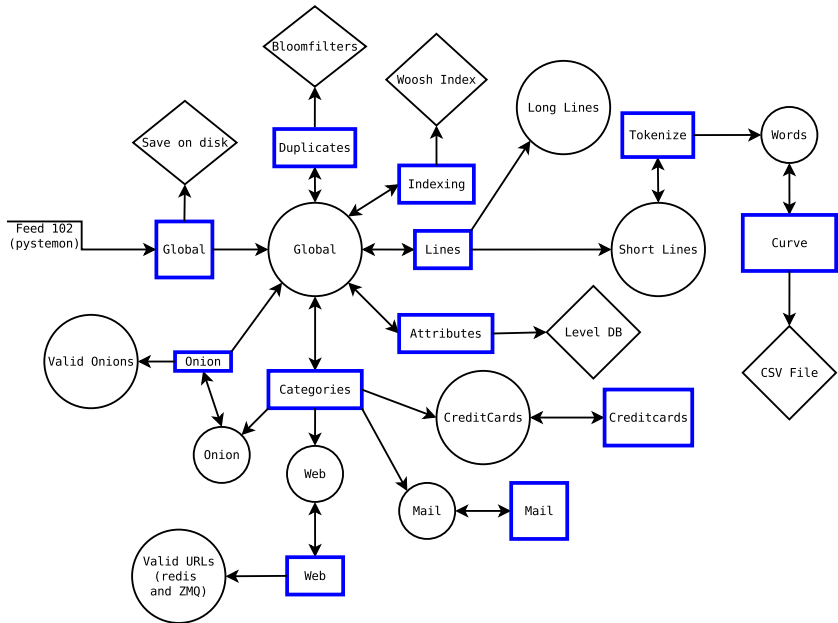 Bloomfilters
Woosh Index
Long Lines
Save on disk
Duplicates
Tokenize
Words
Indexing
Feed 102
(pystemon)
Global
Global
Lines
Short Lines
Curve
Attributes
Level DB
Valid Onions
Onion
CSV File
Categories
CreditCards
Creditcards
Onion
Web
Mail
Mail
Valid URLs
(redis
and ZMQ)
Web